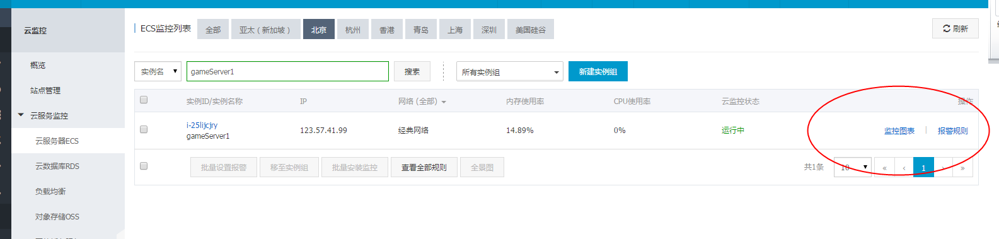 云监控
概览
站点管理
云服务监控
云服务器ECS
云数据库RDS
负载均衡
对象存储OSS
ECS监控列表 全部 亚太（新加坡） 北京 杭州 香港 青岛 上海 深圳 美国硅谷 刷新
实例名 gameServer1 搜索 所有实例组 新建实例组
实例ID/实例名称 IP 网络（全部） 内存使用率 CPU使用率 云监控状态 操作
i-25lijcjry
gameServer1 123.57.41.99 经典网络 14.89% 0% 运行中 监控图表 | 报警规则
批量设置报警 移至实例组 批量安装监控 查看全部规则 全景图 共1条 10 « ‹ 1 › »